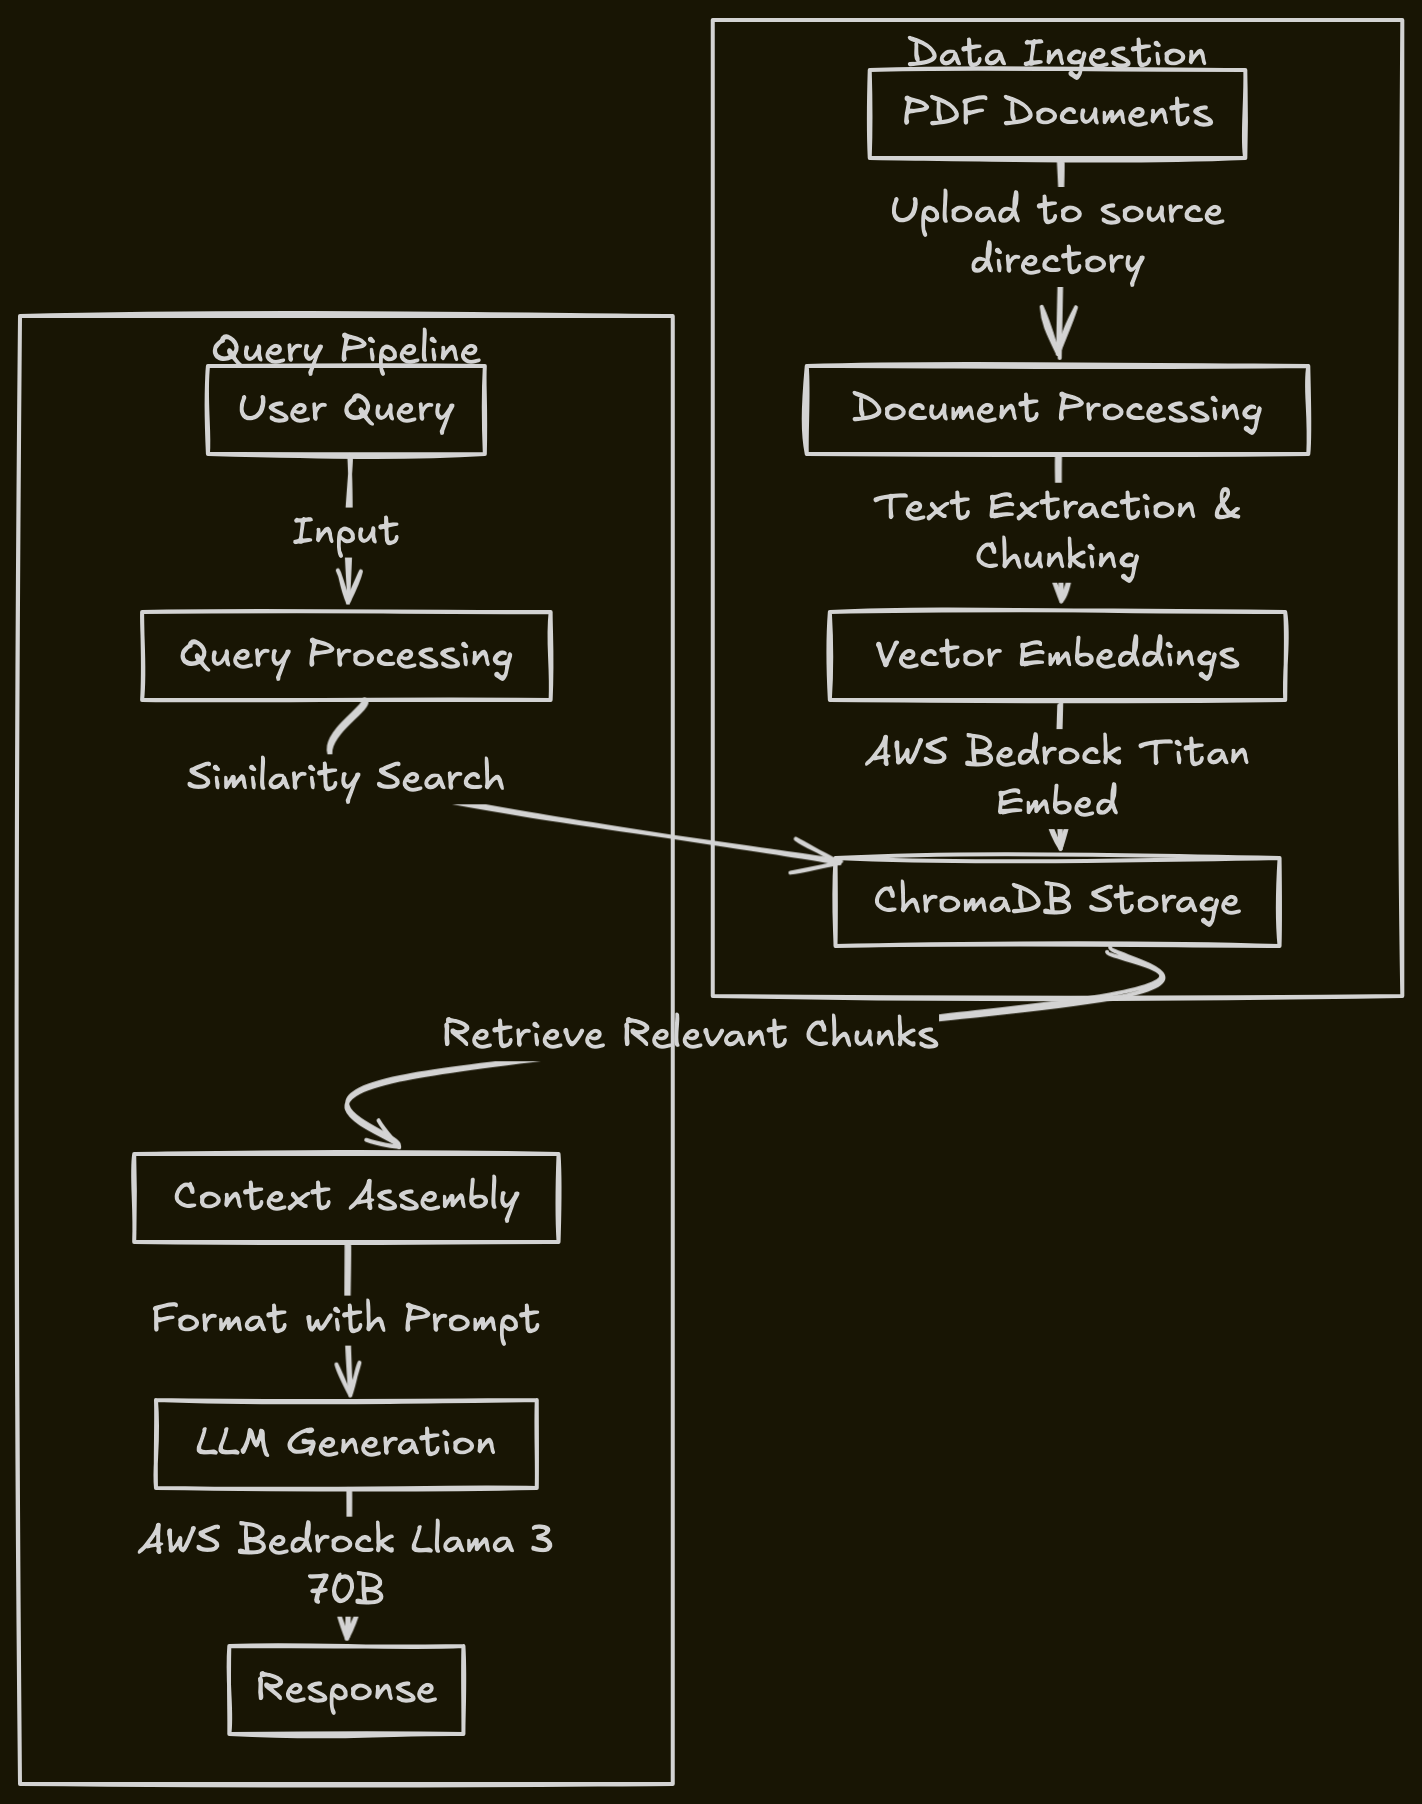 Data Ingestion
PDF Documents
Upload to source
directory
Document Processing
Text Extraction &
Chunking
Vector Embeddings
AWS Bedrock Titan
Embed
ChromaDB Storage
Query Pipeline
User Query
Input
Query Processing
Similarity Search
Retrieve Relevant Chunks
Context Assembly
Format with Prompt
LLM Generation
AWS Bedrock Llama 3
70B
Response